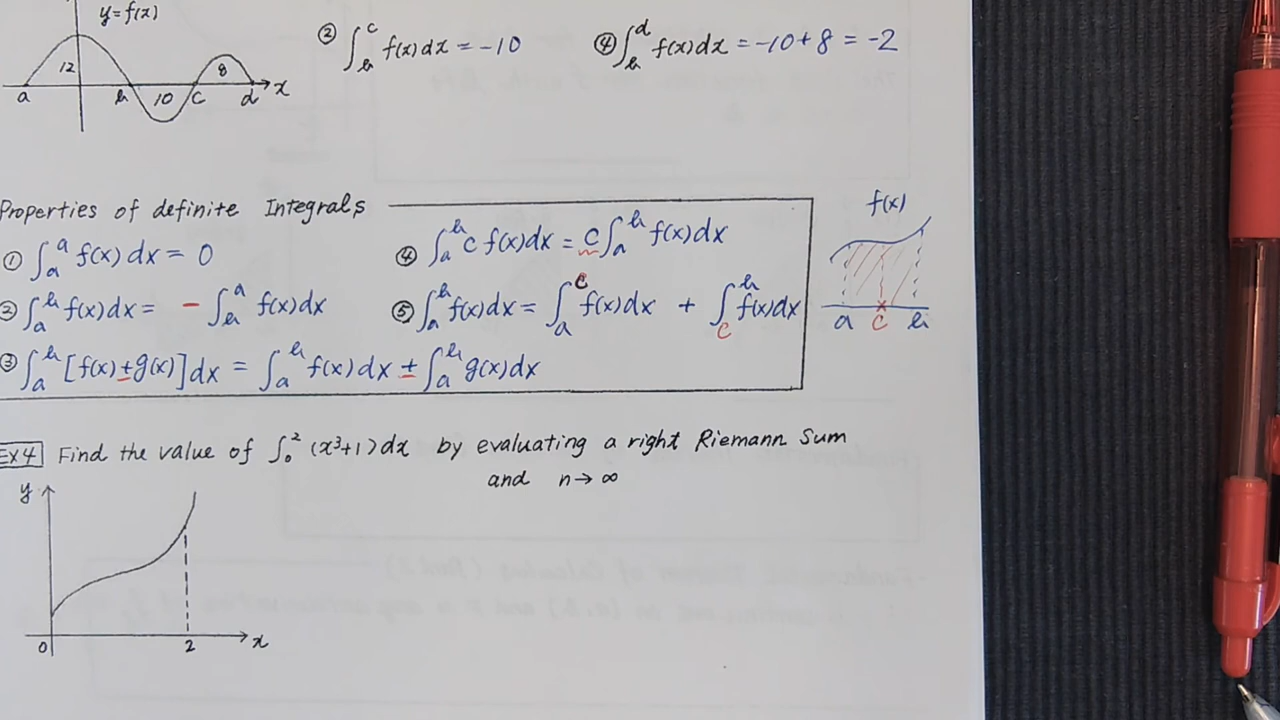 y=f(x)
② ∫_b^c f(x)dx = -10
④ ∫_b^d f(x)dx = -10+8 = -2
12 8
a b 10 c d x
Properties of definite Integrals
① ∫_a^a f(x)dx = 0
② ∫_a^b f(x)dx = - ∫_b^a f(x)dx
③ ∫_a^b [f(x)±g(x)]dx = ∫_a^b f(x)dx ± ∫_a^b g(x)dx
④ ∫_a^b c f(x)dx = c∫_a^b f(x)dx
⑤ ∫_a^b f(x)dx = ∫_a^c f(x)dx + ∫_c^b f(x)dx
f(x)
a c b
EX4 Find the value of ∫_0^2 (x³+1)dx by evaluating a right Riemann Sum
and n→∞
y
0 2 x